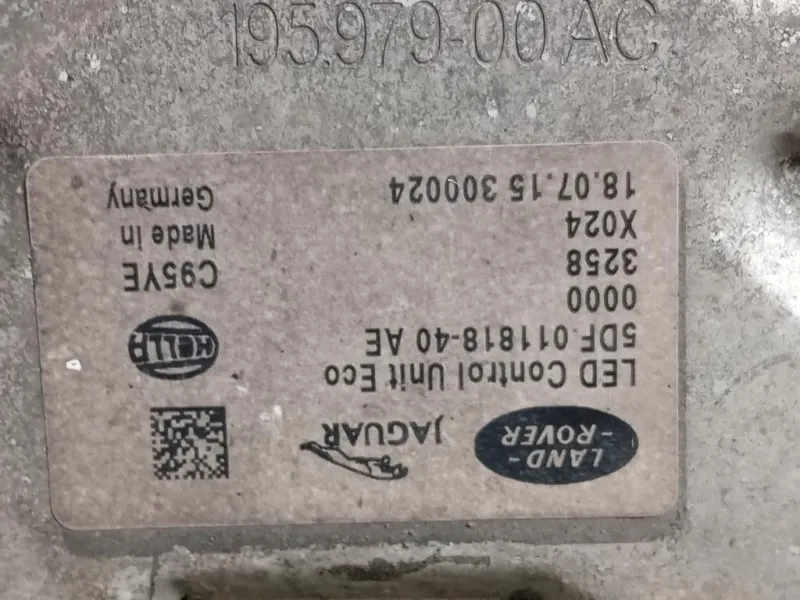 195.979-00 AC
LAND-
-ROVER
JAGUAR
LED Control Unit Eco
5DF 011818-40 AE
0000
3258
X024
18.07.15 300024
HELLA
C95YE
Made in
Germany